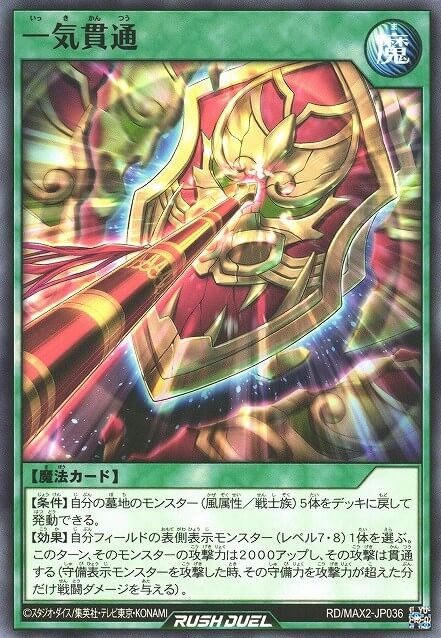 いっきかんつう
一気貫通
ま
魔
【魔法カード】
【条件】自分の墓地のモンスター(風属性/戦士族)5体をデッキに戻して
発動できる。
【効果】自分フィールドの表側表示モンスター(レベル7・8)1体を選ぶ。
このターン、そのモンスターの攻撃力は2000アップし、その攻撃は貫通
する(守備表示モンスターを攻撃した時、その守備力を攻撃力が超えた分
だけ戦闘ダメージを与える)。
©スタジオ・ダイス/集英社・テレビ東京・KONAMI
RUSH DUEL
RD/MAX2-JP036